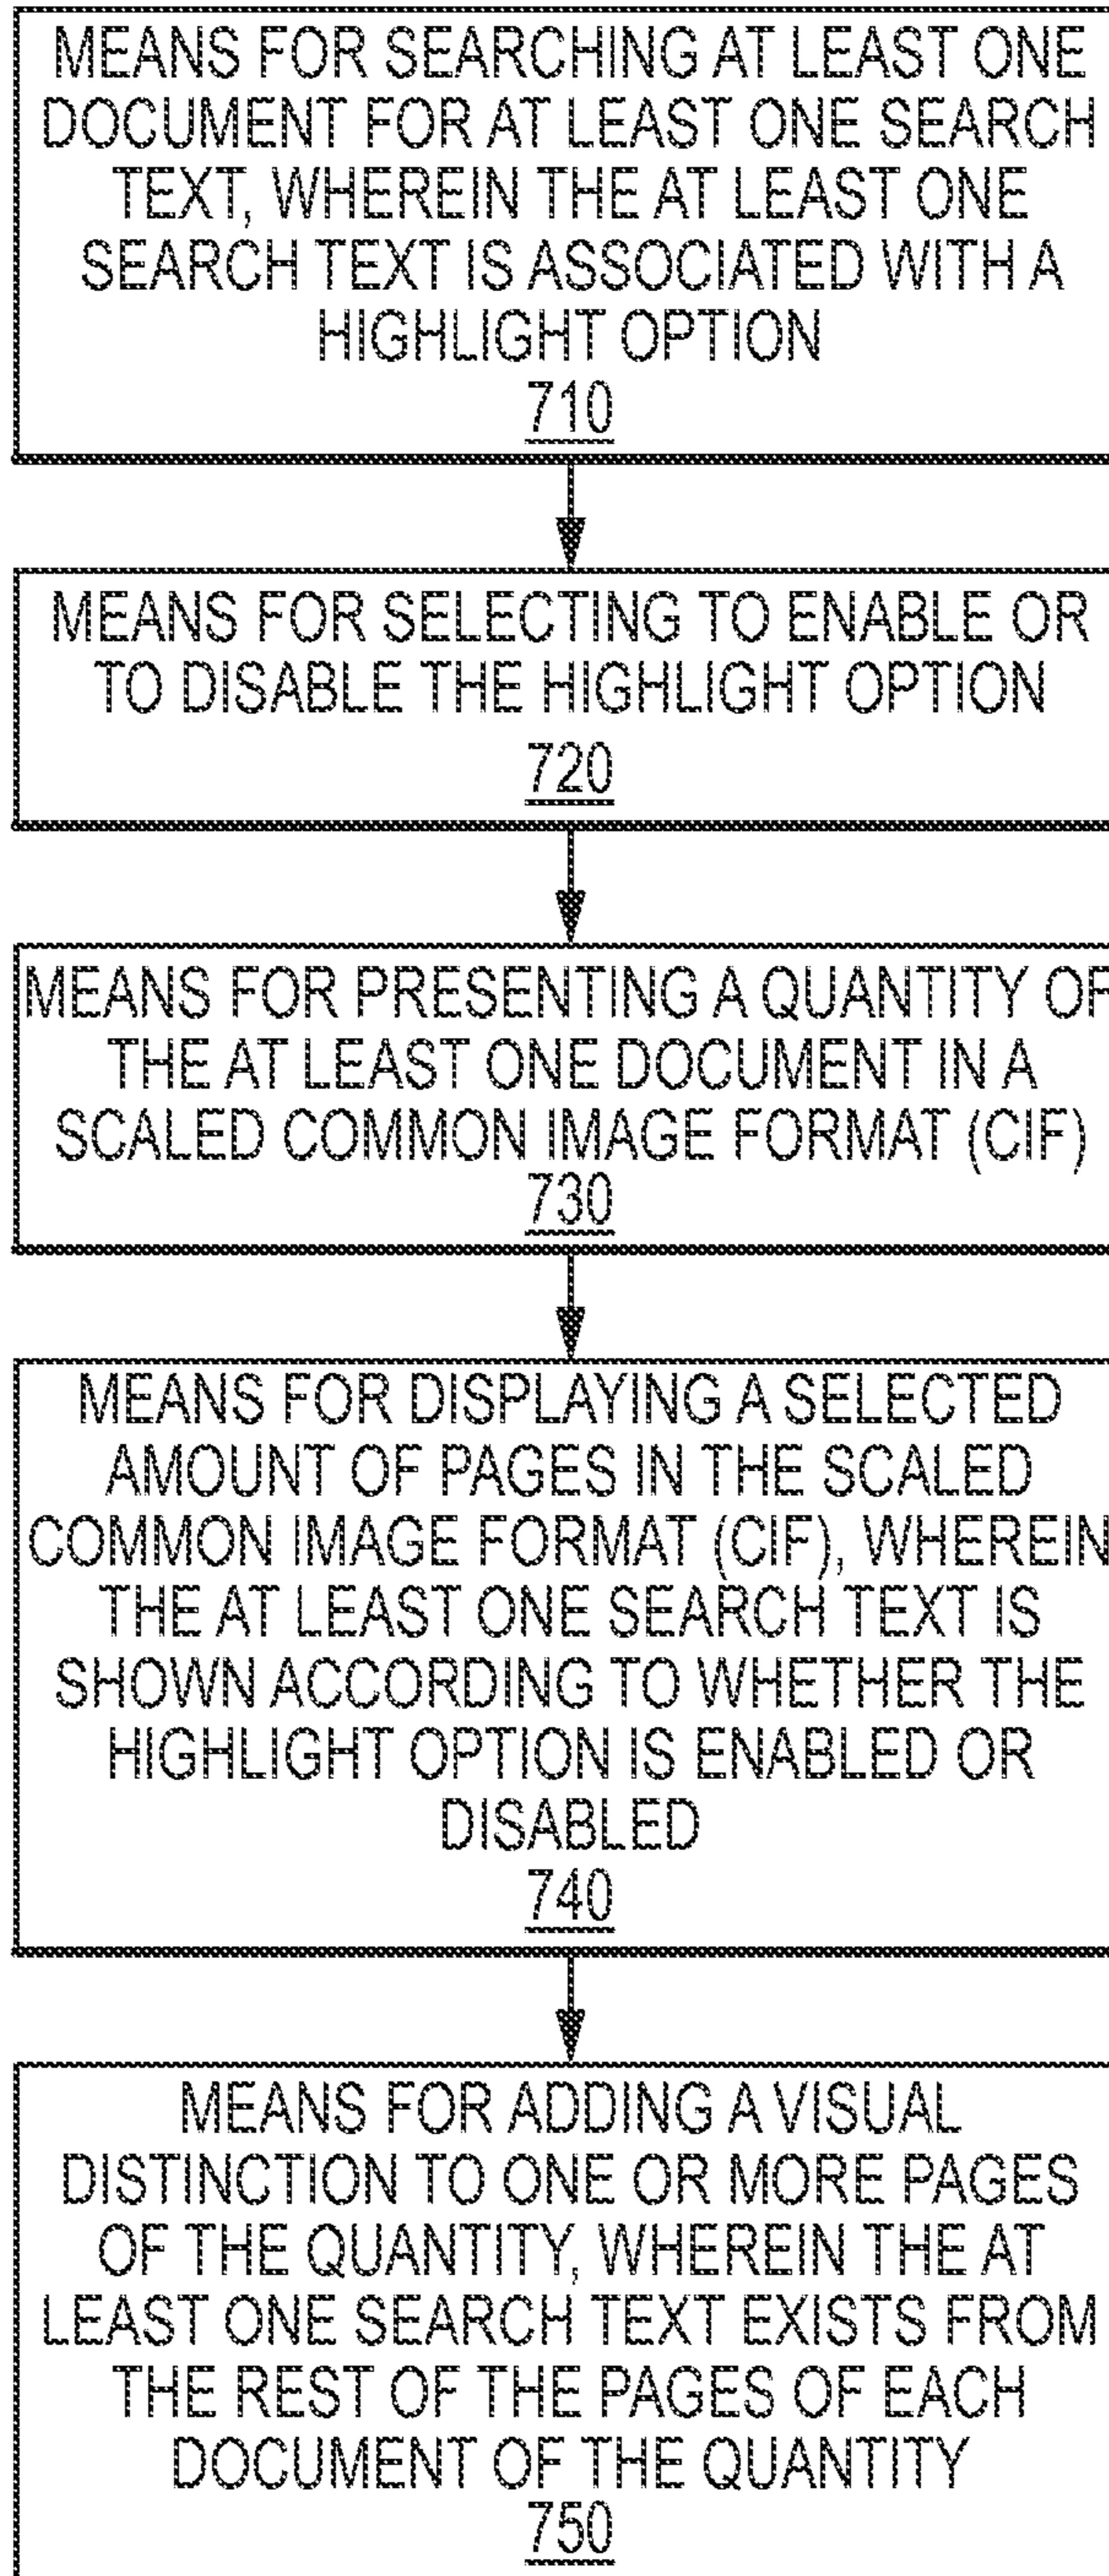 MEANS FOR SEARCHING AT LEAST ONE
DOCUMENT FOR AT LEAST ONE SEARCH
TEXT, WHEREIN THE AT LEAST ONE
SEARCH TEXT IS ASSOCIATED WITH A
HIGHLIGHT OPTION
710
MEANS FOR SELECTING TO ENABLE OR
TO DISABLE THE HIGHLIGHT OPTION
720
MEANS FOR PRESENTING A QUANTITY OF
THE AT LEAST ONE DOCUMENT IN A
SCALED COMMON IMAGE FORMAT (CIF)
730
MEANS FOR DISPLAYING A SELECTED
AMOUNT OF PAGES IN THE SCALED
COMMON IMAGE FORMAT (CIF), WHEREIN
THE AT LEAST ONE SEARCH TEXT IS
SHOWN ACCORDING TO WHETHER THE
HIGHLIGHT OPTION IS ENABLED OR
DISABLED
740
MEANS FOR ADDING A VISUAL
DISTINCTION TO ONE OR MORE PAGES
OF THE QUANTITY, WHEREIN THE AT
LEAST ONE SEARCH TEXT EXISTS FROM
THE REST OF THE PAGES OF EACH
DOCUMENT OF THE QUANTITY
750